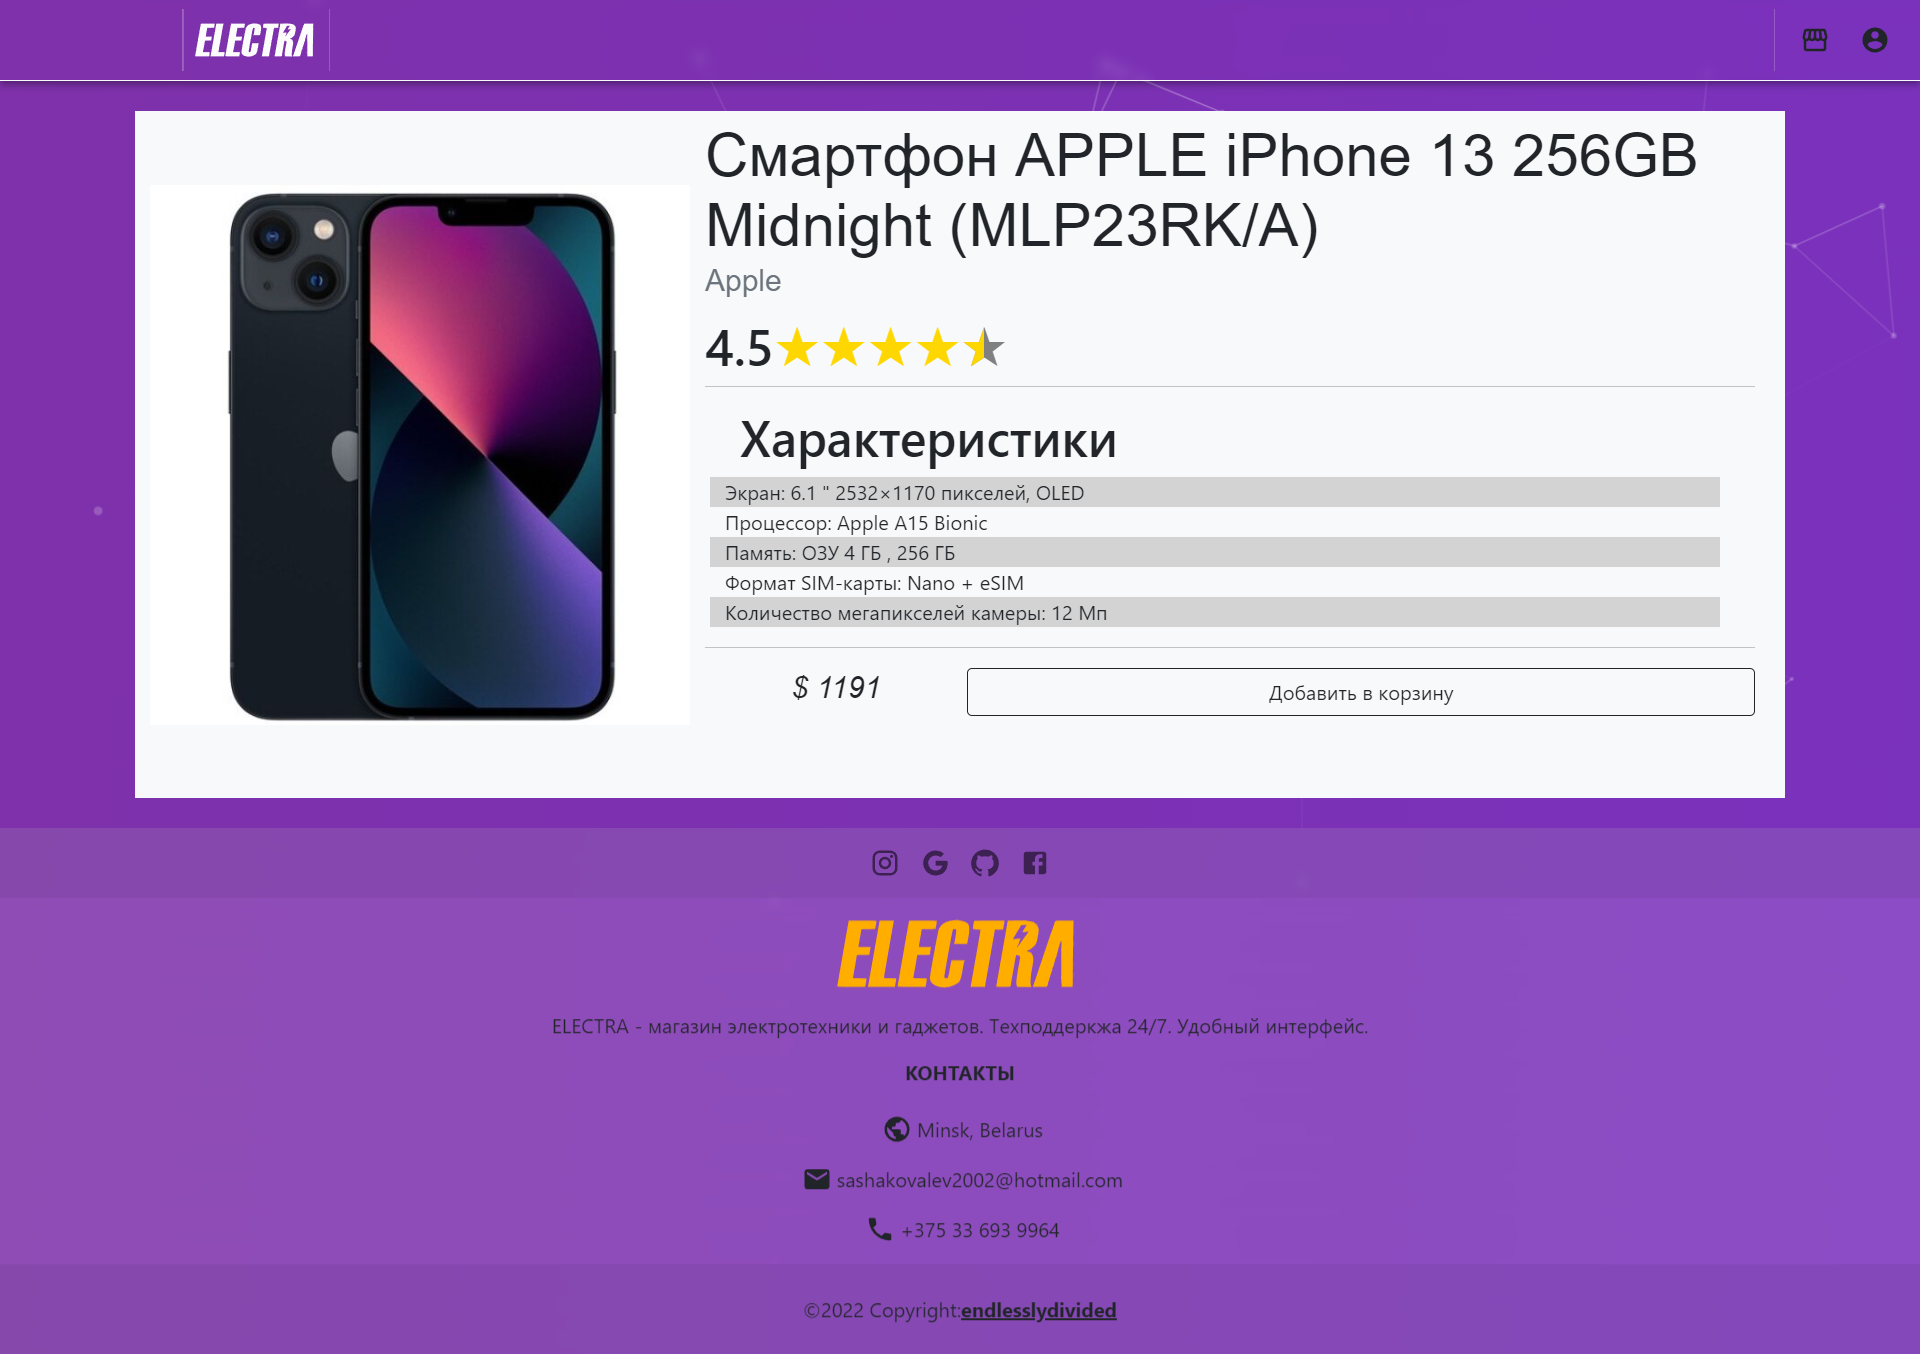 ELECTRA
Смартфон APPLE iPhone 13 256GB
Midnight (MLP23RK/A)
Apple
4.5
Характеристики
Экран: 6.1 " 2532×1170 пикселей, OLED
Процессор: Apple A15 Bionic
Память: ОЗУ 4 ГБ , 256 ГБ
Формат SIM-карты: Nano + eSIM
Количество мегапикселей камеры: 12 Мп
$ 1191
Добавить в корзину
ELECTRA
ELECTRA - магазин электротехники и гаджетов. Техподдеркжа 24/7. Удобный интерфейс.
КОНТАКТЫ
Minsk, Belarus
sashakovalev2002@hotmail.com
+375 33 693 9964
©2022 Copyright:endlesslydivided